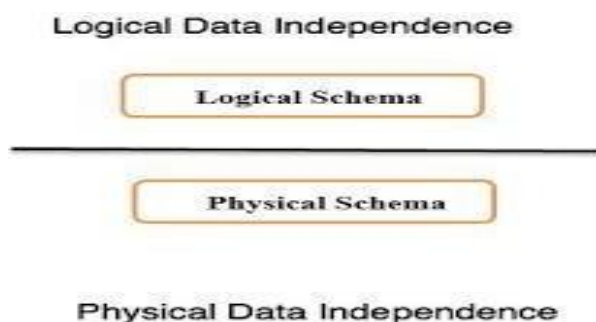 Logical Data Independence
Logical Schema
Physical Schema
Physical Data Independence